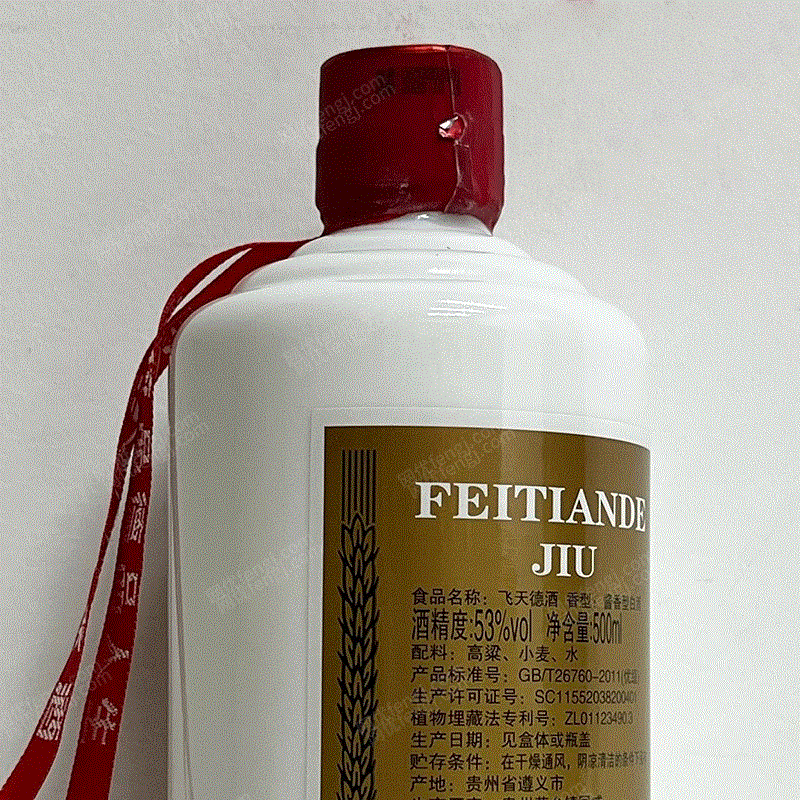 FEITIANDE
JIU
食品名称：飞天德酒 香型：酱香型白酒
酒精度:53%vol 净含量:500ml
配料：高粱、小麦、水
产品标准号：GB/T26760-2011(优级)
生产许可证号：SC11552038200401
植物埋藏法专利号：ZL01123490.3
生产日期：见盒体或瓶盖
贮存条件：在干燥通风，阴凉清洁的条件下
产地：贵州省遵义市